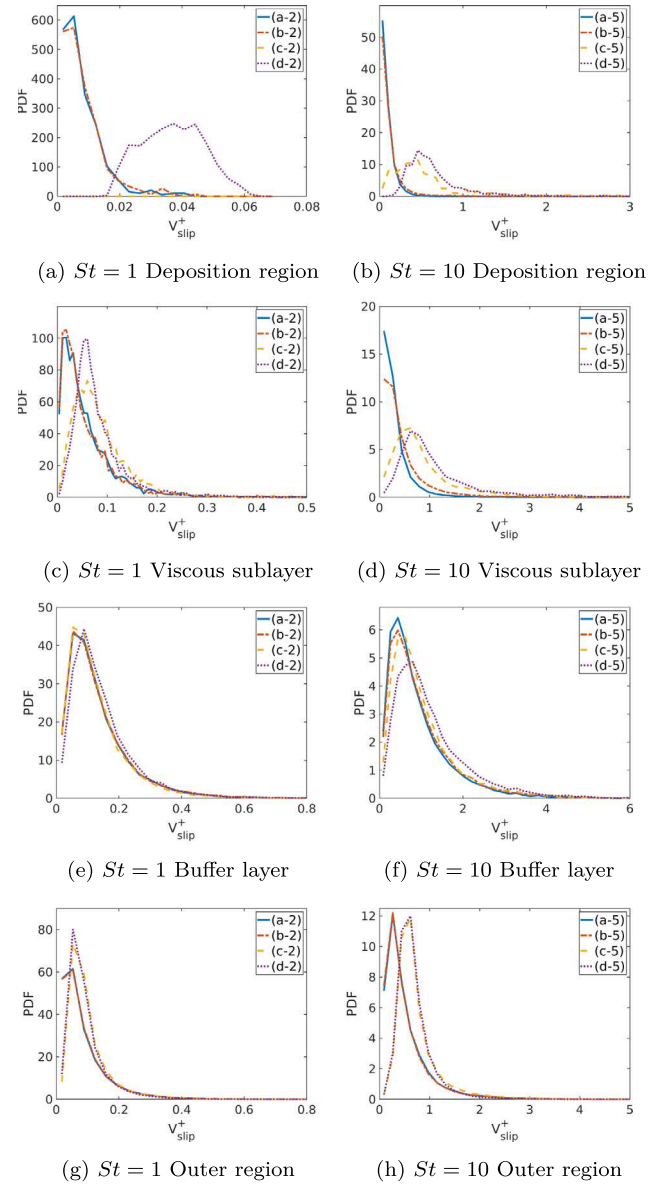 600
500
400
300
200
100
0
PDF
0 0.02 0.04 0.06 0.08
V+slip
(a-2)
(b-2)
(c-2)
(d-2)
(a) St = 1 Deposition region
50
40
30
20
10
0
PDF
0 1 2 3
V+slip
(a-5)
(b-5)
(c-5)
(d-5)
(b) St = 10 Deposition region
100
80
60
40
20
0
PDF
0 0.1 0.2 0.3 0.4 0.5
V+slip
(a-2)
(b-2)
(c-2)
(d-2)
(c) St = 1 Viscous sublayer
20
15
10
5
0
PDF
0 1 2 3 4 5
V+slip
(a-5)
(b-5)
(c-5)
(d-5)
(d) St = 10 Viscous sublayer
50
40
30
20
10
0
PDF
0 0.2 0.4 0.6 0.8
V+slip
(a-2)
(b-2)
(c-2)
(d-2)
(e) St = 1 Buffer layer
6
5
4
3
2
1
0
PDF
0 2 4 6
V+slip
(a-5)
(b-5)
(c-5)
(d-5)
(f) St = 10 Buffer layer
80
60
40
20
0
PDF
0 0.2 0.4 0.6 0.8
V+slip
(a-2)
(b-2)
(c-2)
(d-2)
(g) St = 1 Outer region
12
10
8
6
4
2
0
PDF
0 1 2 3 4 5
V+slip
(a-5)
(b-5)
(c-5)
(d-5)
(h) St = 10 Outer region